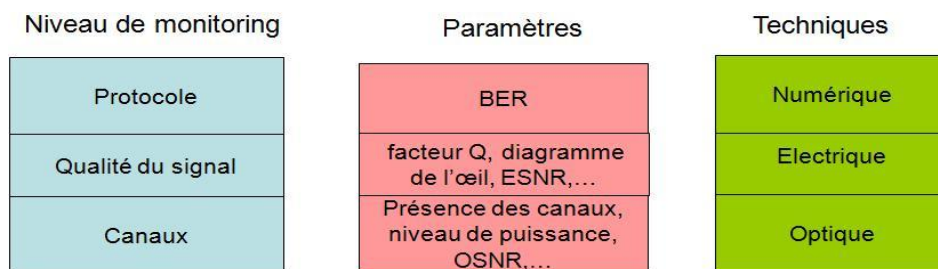 Niveau de monitoring
Paramètres
Techniques
Protocole
BER
Numérique
Qualité du signal
facteur Q, diagramme
de l'œil, ESNR,...
Electrique
Canaux
Présence des canaux,
niveau de puissance,
OSNR,...
Optique